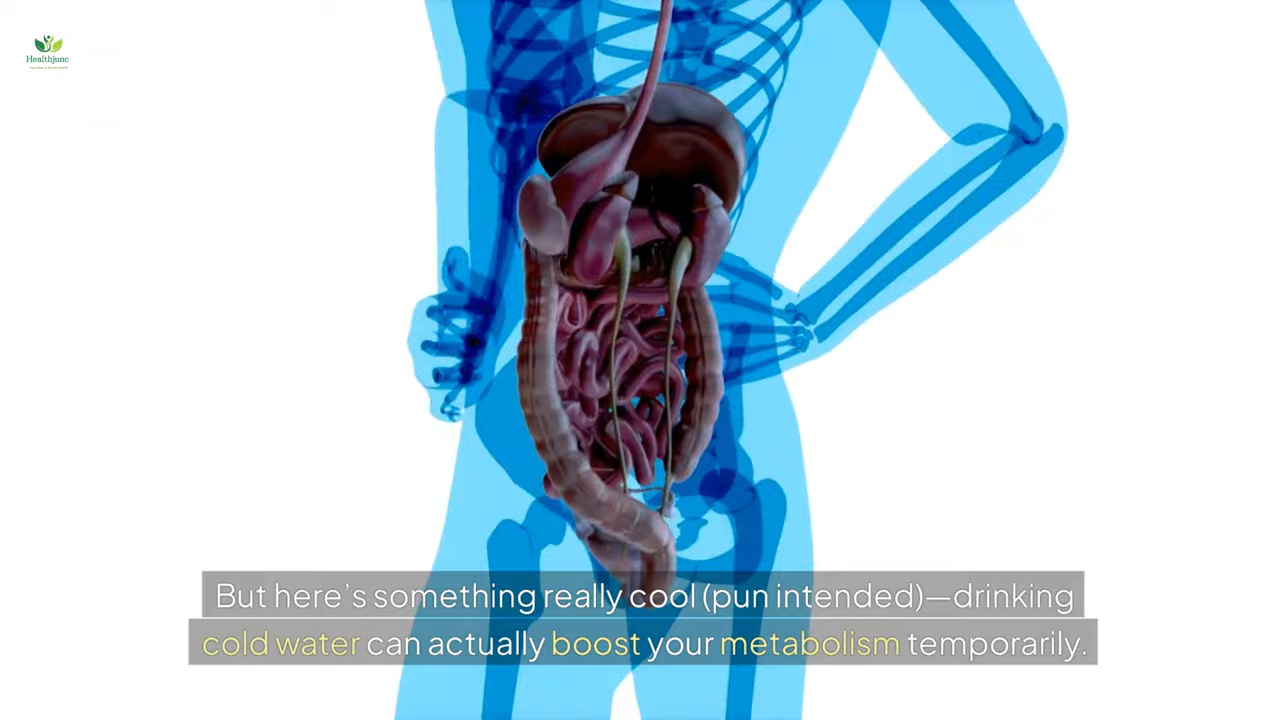 Healthjunc
But here's something really cool (pun intended)—drinking
cold water can actually boost your metabolism temporarily.